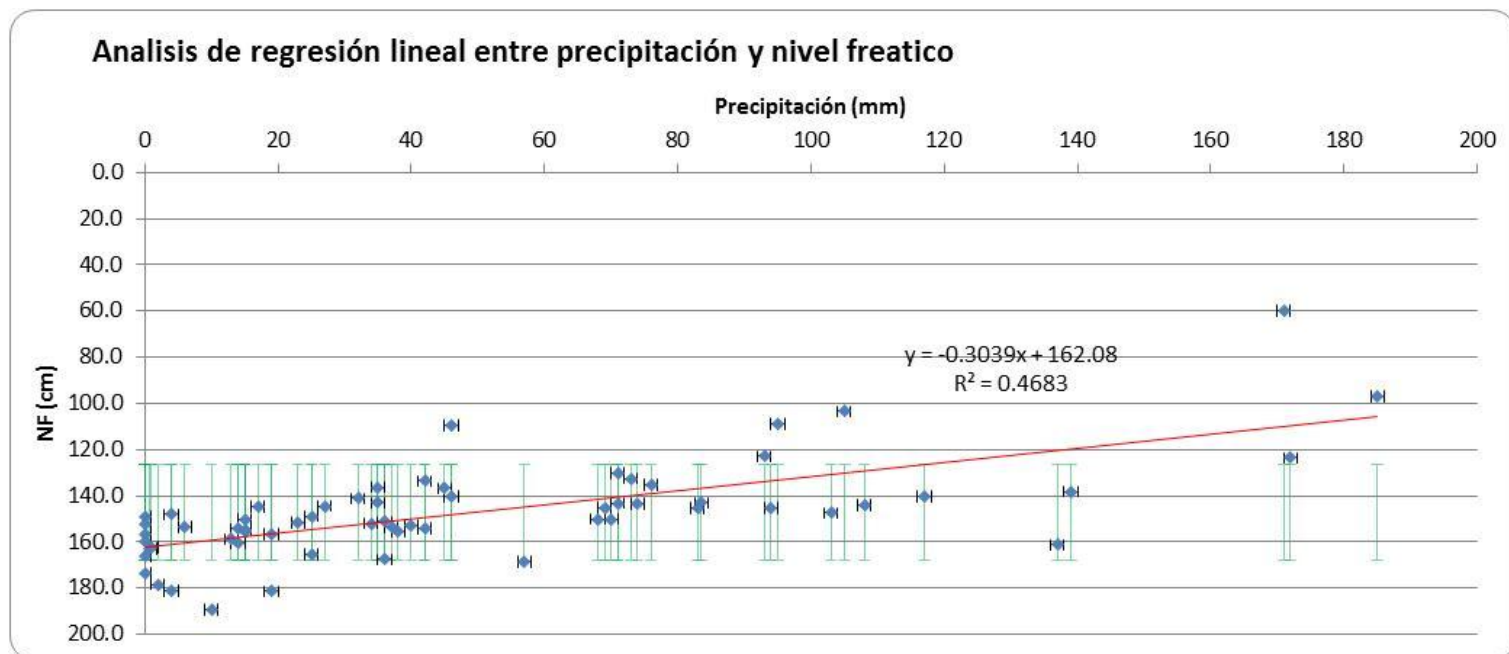 Analisis de regresión lineal entre precipitación y nivel freatico
Precipitación (mm)
0 20 40 60 80 100 120 140 160 180 200
0.0
20.0
40.0
60.0
80.0
100.0
120.0
140.0
160.0
180.0
200.0
NF (cm)
y = -0.3039x + 162.08
R² = 0.4683